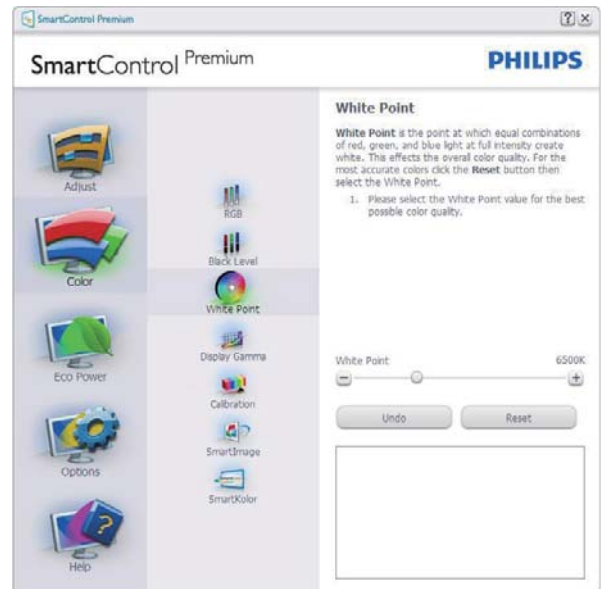 SmartControl Premium
SmartControl Premium
PHILIPS
Adjust
Color
Eco Power
Options
Help
RGB
Black Level
White Point
Display Gamma
Calibration
SmartImage
SmartKolor
White Point
White Point is the point at which equal combinations
of red, green, and blue light at full intensity create
white. This effects the overall color quality. For the
most accurate colors click the Reset button then
select the White Point.
1. Please select the White Point value for the best
possible color quality.
White Point 6500K
Undo Reset